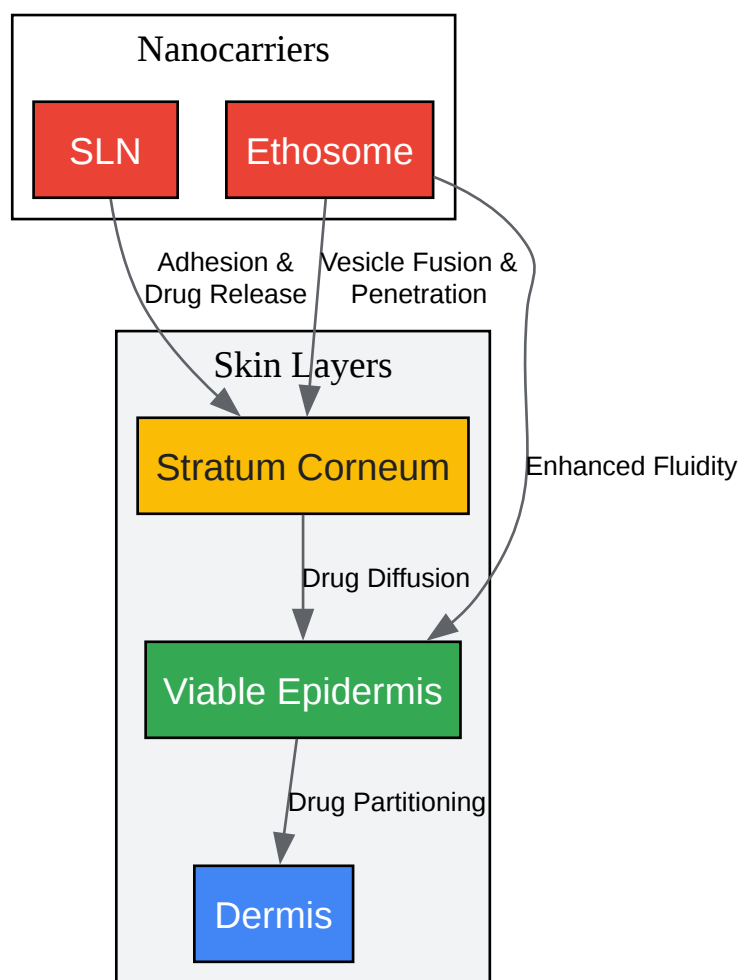 Nanocarriers
SLN
Ethosome
Adhesion &
Drug Release
Vesicle Fusion &
Penetration
Skin Layers
Stratum Corneum
Enhanced Fluidity
Drug Diffusion
Viable Epidermis
Drug Partitioning
Dermis